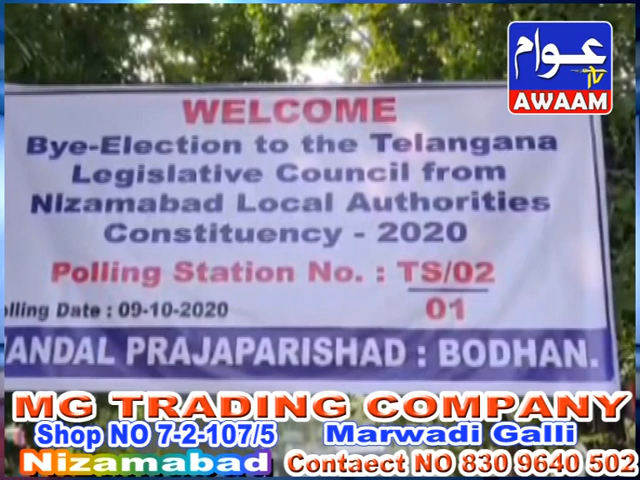 عوام
TV
AWAAM
WELCOME
Bye-Election to the Telangana
Legislative Council from
Nizamabad Local Authorities
Constituency - 2020
Polling Station No. : TS/02
01
lling Date : 09-10-2020
ANDAL PRAJAPARISHAD : BODHAN.
MG TRADING COMPANY
Shop NO 7-2-107/5 Marwadi Galli
Nizamabad Contaect NO 830 9640 502